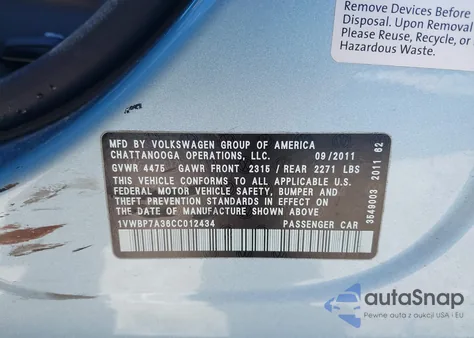 Remove Devices Before
Disposal. Upon Removal
Please Reuse, Recycle, or
Hazardous Waste.
MFD BY VOLKSWAGEN GROUP OF AMERICA
CHATTANOOGA OPERATIONS, LLC. 09/2011
GVWR 4475 GAWR FRONT 2315 / REAR 2271 LBS
THIS VEHICLE CONFORMS TO ALL APPLICABLE U.S.
FEDERAL MOTOR VEHICLE SAFETY, BUMPER AND
THEFT PREVENTION STANDARDS IN EFFECT ON THE
DATE OF MANUFACTURE SHOWN ABOVE.
1VWBP7A36CC012434 PASSENGER CAR
3549003 2011 62
autoSnap
Pewne auta z aukcji USA i EU